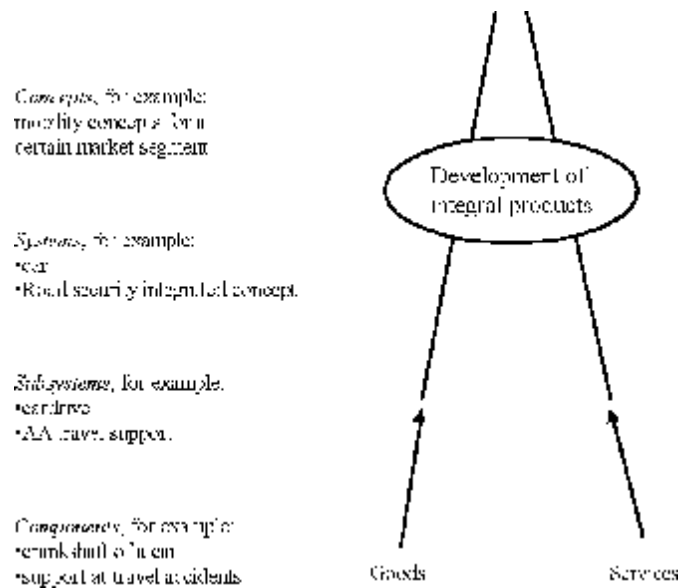 Concepts, for example:
mobility concepts for a
certain market segment
Development of
integral products
Systems, for example:
•car
•Road security integrated concept
Subsystems, for example:
•cardrive
•AA travel support
Components, for example:
•crankshaft of a car
•support at travel accidents
Goods
Services